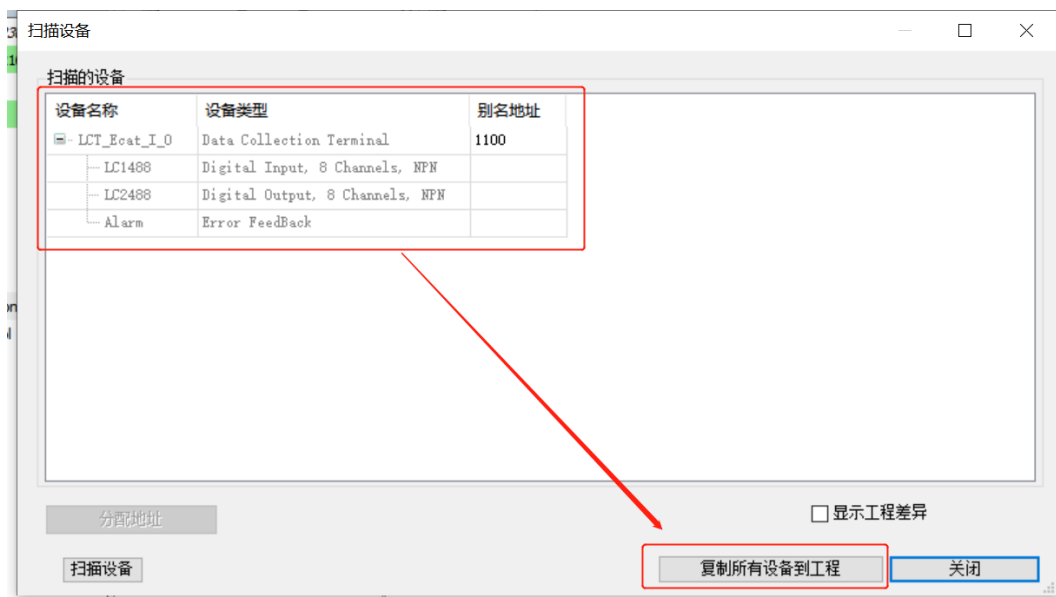 扫描设备
扫描的设备
设备名称 设备类型 别名地址
LCT_Ecat_I_0 Data Collection Terminal 1100
LC1488 Digital Input, 8 Channels, NPN
LC2488 Digital Output, 8 Channels, NPN
Alarm Error FeedBack
分配地址
显示工程差异
扫描设备
复制所有设备到工程
关闭